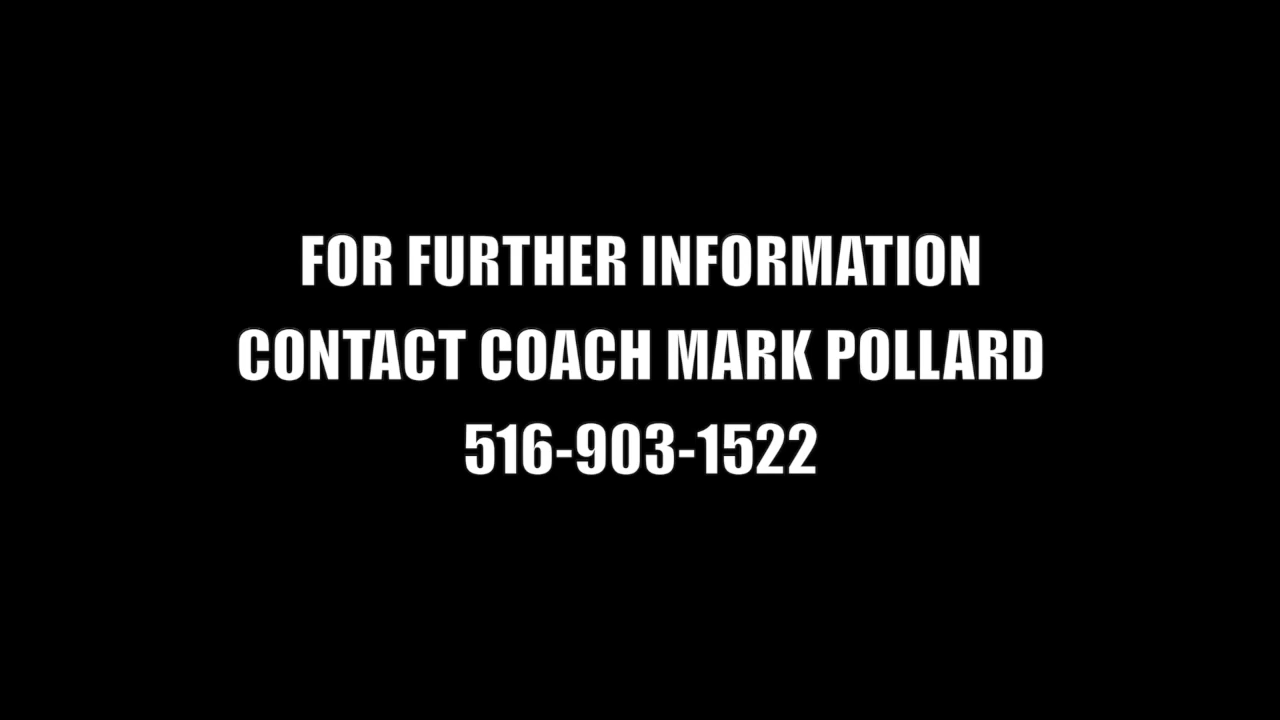 FOR FURTHER INFORMATION
CONTACT COACH MARK POLLARD
516-903-1522